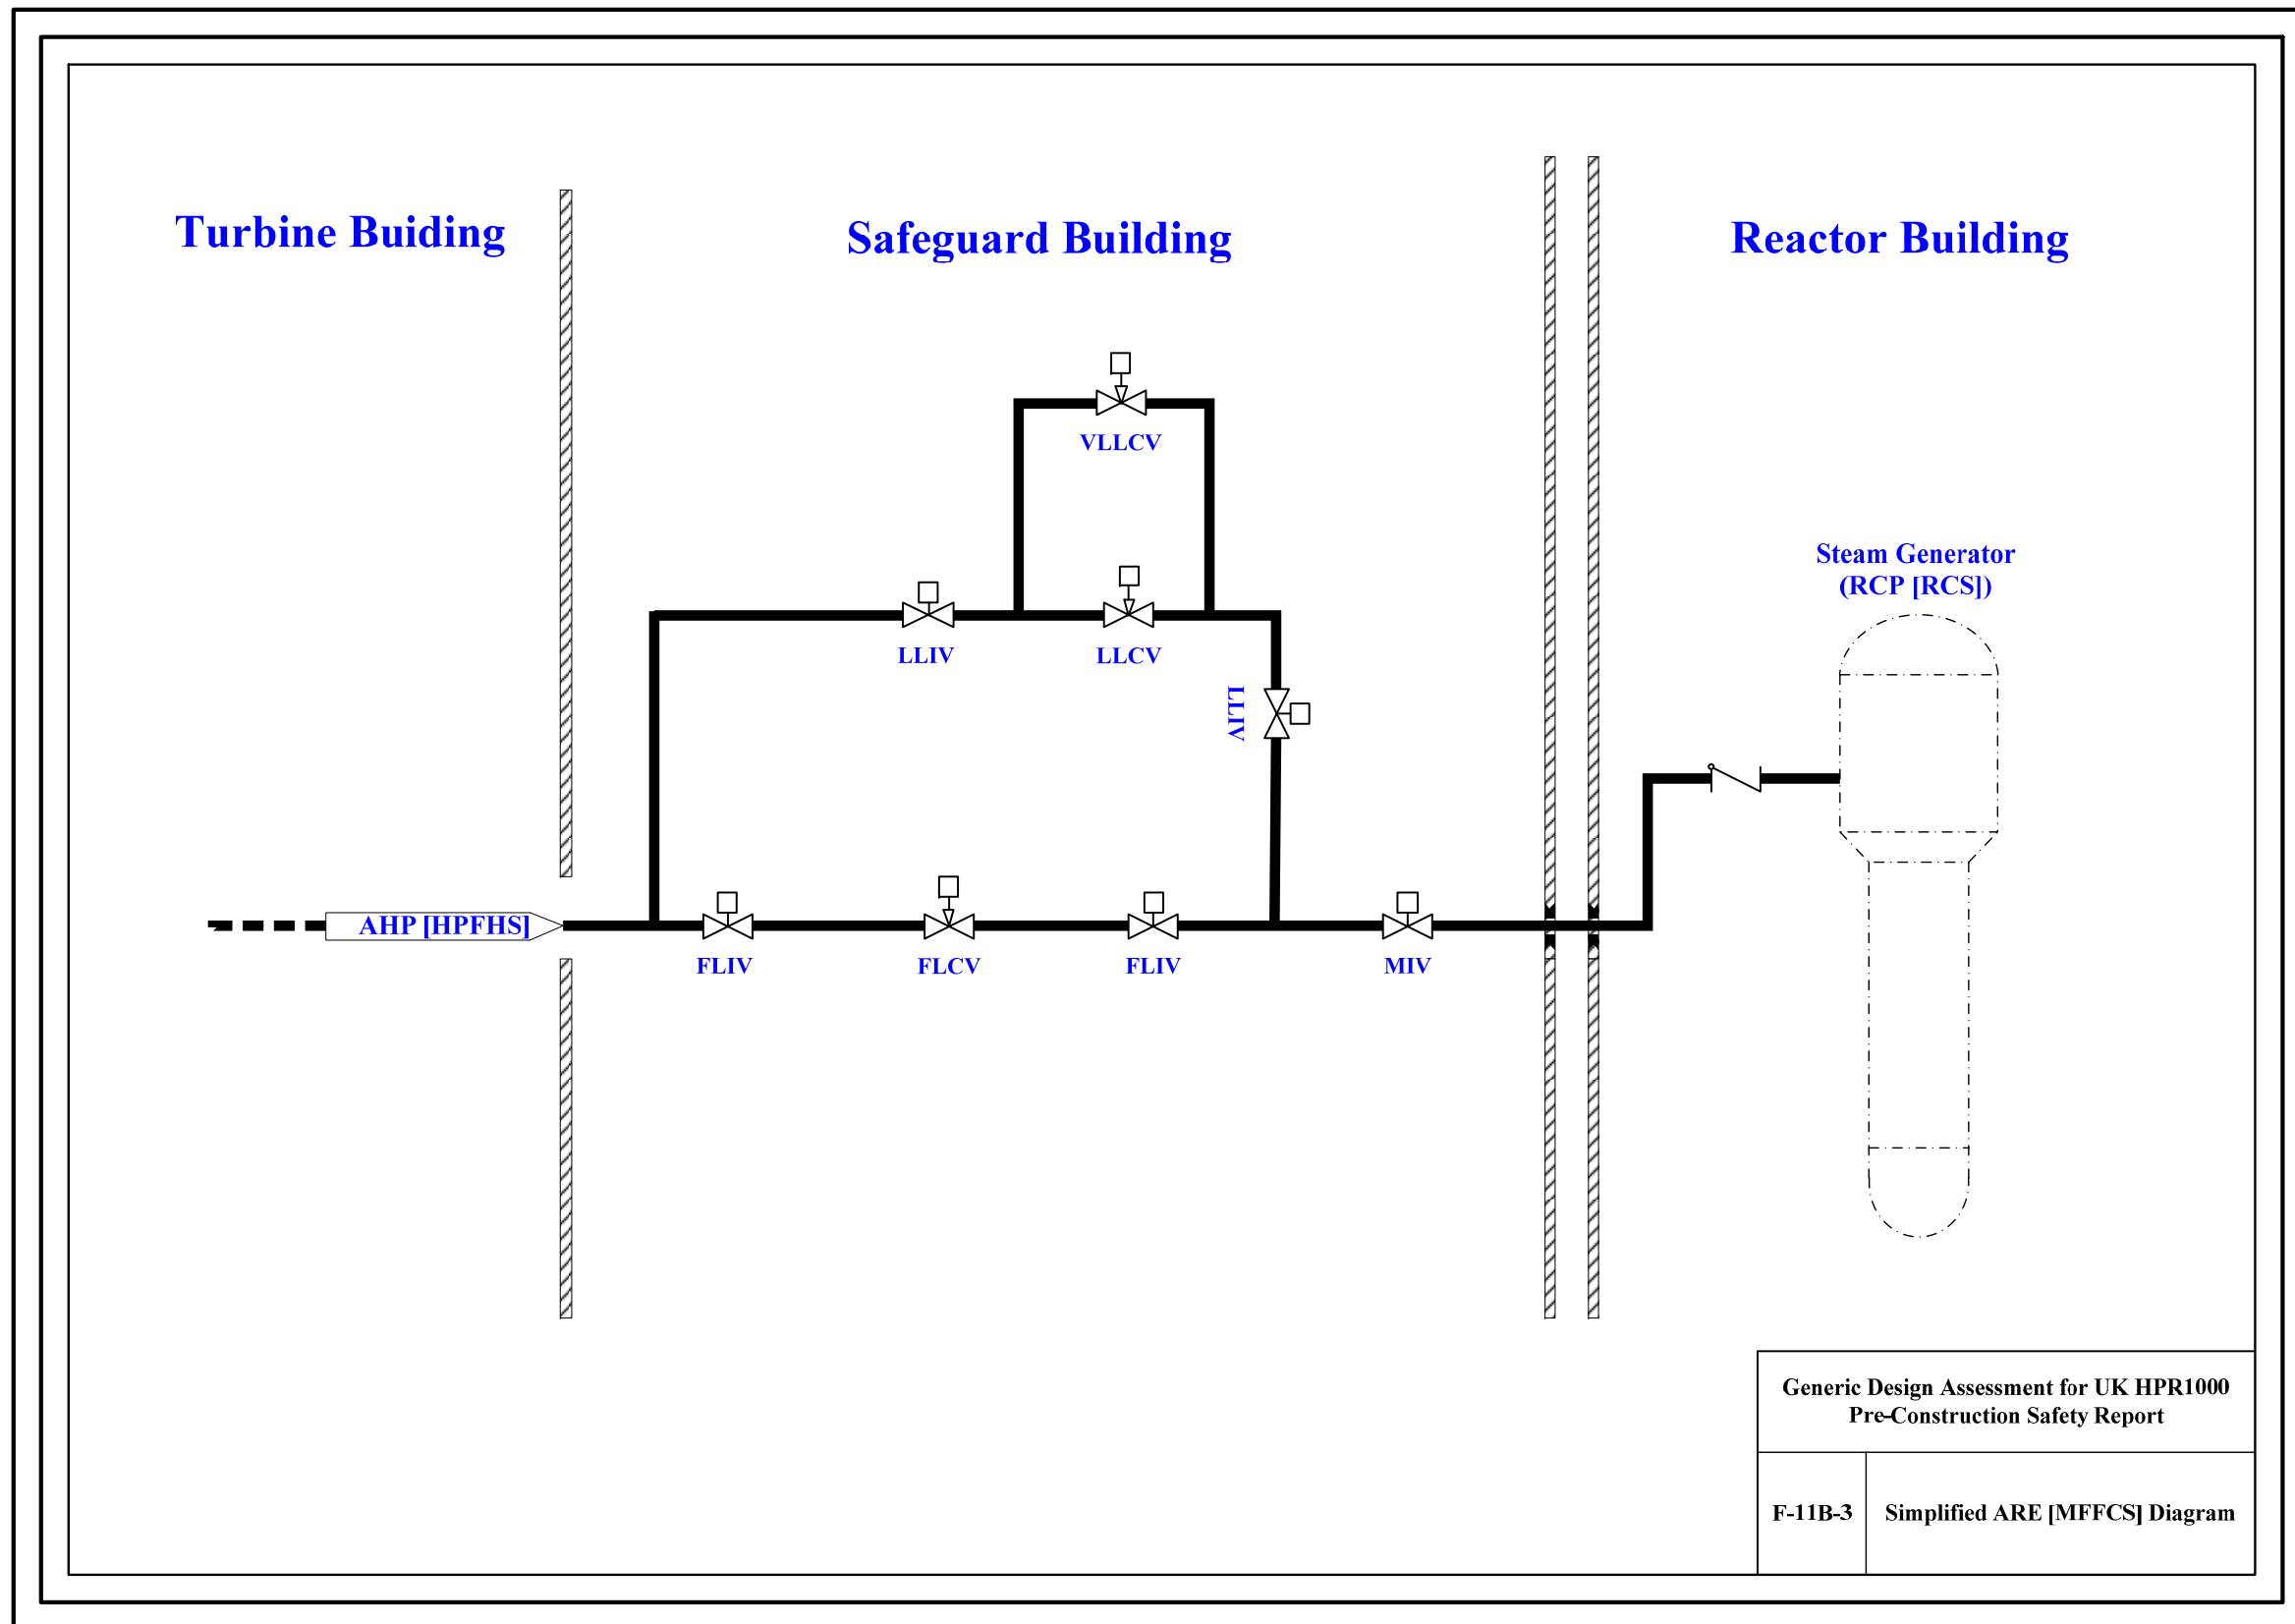 Turbine Buiding
Safeguard Building
Reactor Building
VLLCV
Steam Generator
(RCP [RCS])
LLIV
LLCV
LLIV
AHP [HPFHS]
FLIV
FLCV
FLIV
MIV
Generic Design Assessment for UK HPR1000
Pre-Construction Safety Report
F-11B-3
Simplified ARE [MFFCS] Diagram